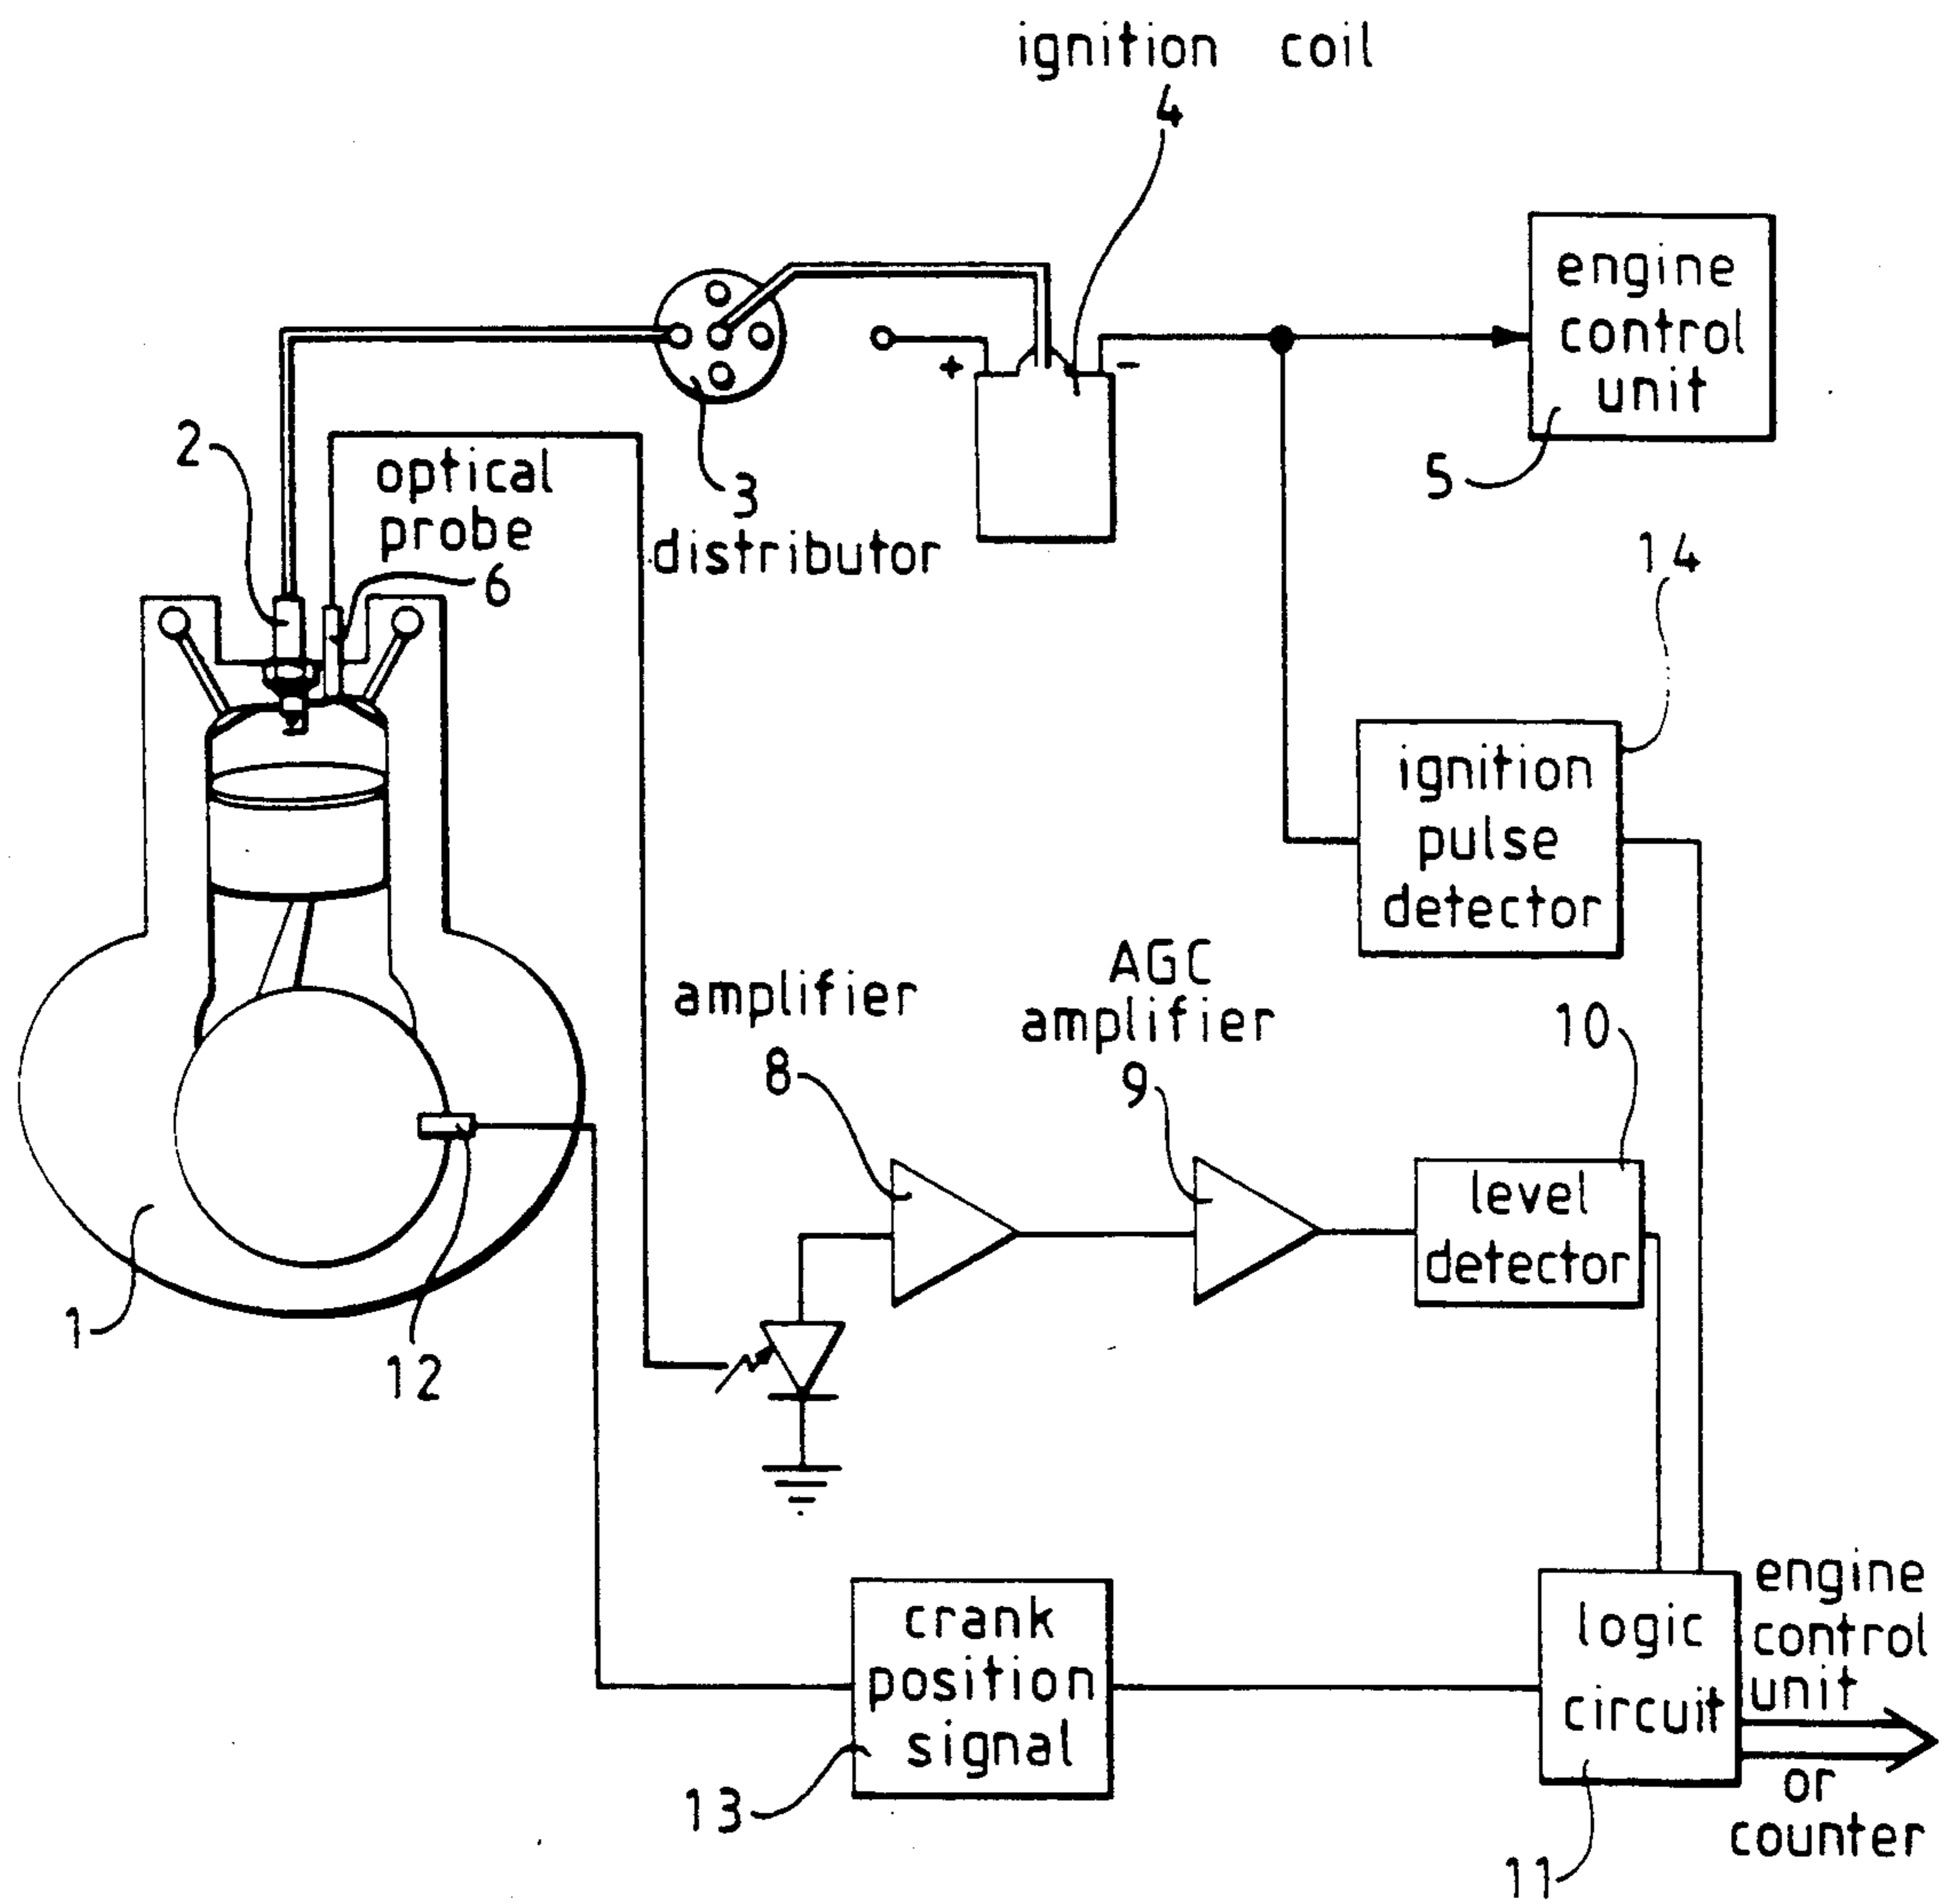 ignition coil
4
engine
control
unit
5
+
-
2
optical
probe
6
3
distributor
14
ignition
pulse
detector
amplifier
8
AGC
amplifier
9
10
level
detector
1
12
crank
position
signal
13
logic
circuit
11
engine
control
unit
or
counter